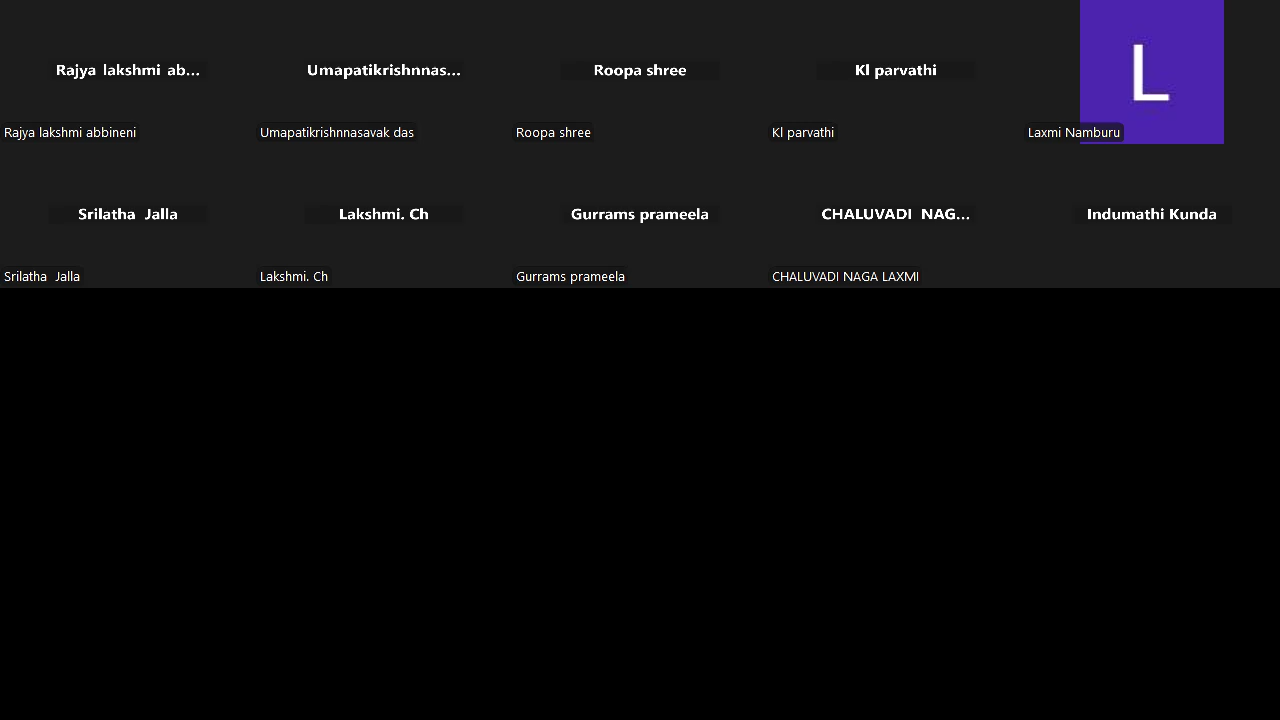 Rajya lakshmi ab...
Umapatikrishnnas...
Roopa shree
Kl parvathi
L
Rajya lakshmi abbineni
Umapatikrishnnasavak das
Roopa shree
Kl parvathi
Laxmi Namburu
Srilatha  Jalla
Lakshmi. Ch
Gurrams prameela
CHALUVADI  NAG...
Indumathi Kunda
Srilatha  Jalla
Lakshmi. Ch
Gurrams prameela
CHALUVADI NAGA LAXMI